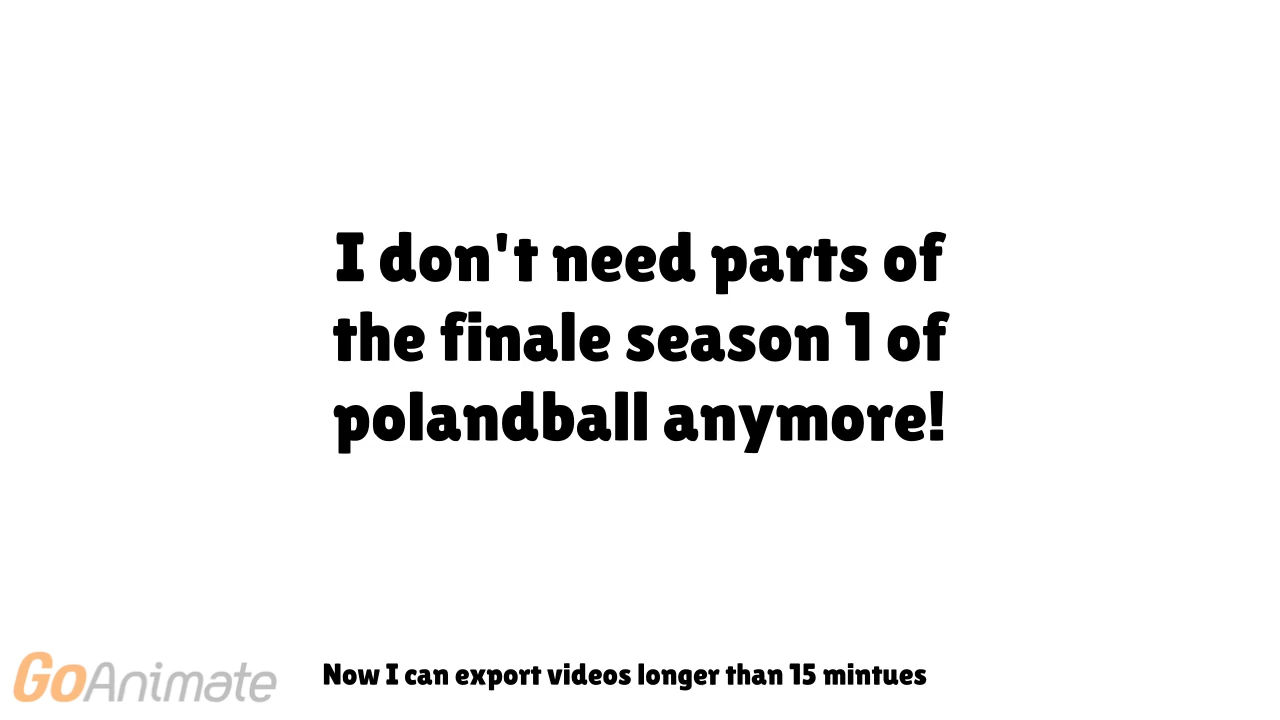 I don't need parts of
the finale season 1 of
polandball anymore!
GoAnimate
Now I can export videos longer than 15 mintues